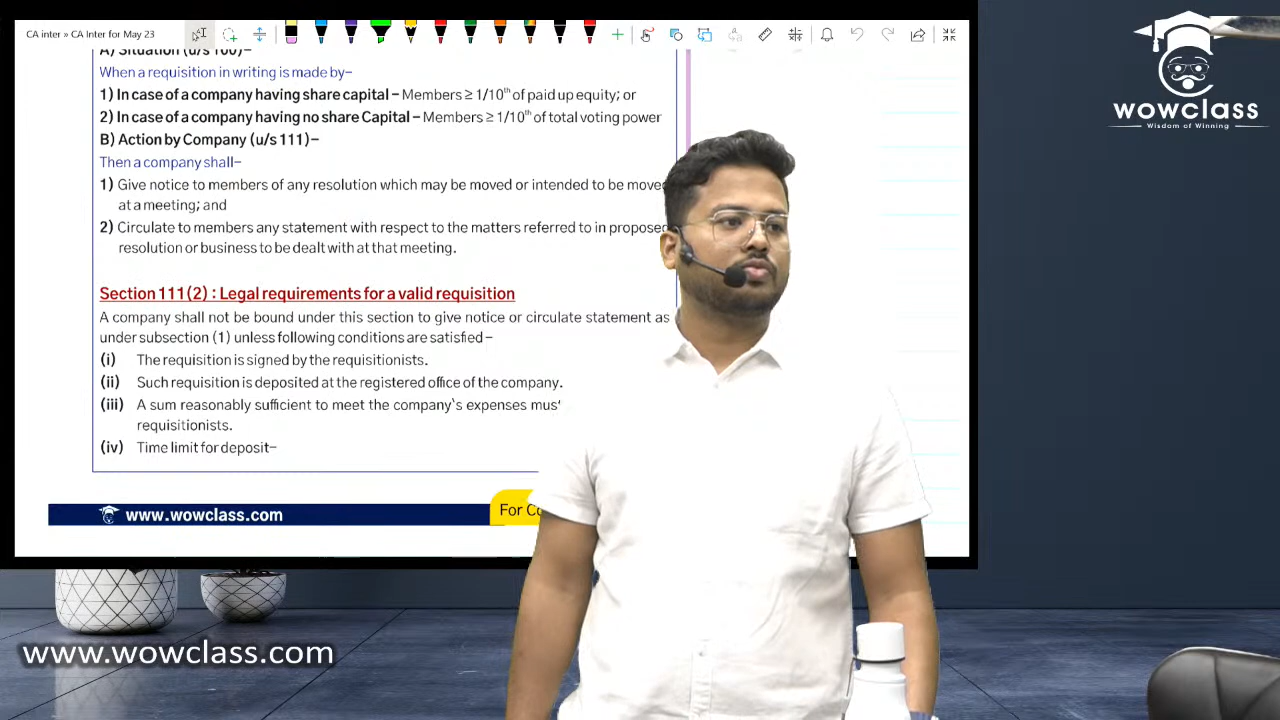 CA inter » CA Inter for May 23
A) Situation (u/s 100)–
When a requisition in writing is made by–
1) In case of a company having share capital – Members ≥ 1/10th of paid up equity; or
2) In case of a company having no share Capital – Members ≥ 1/10th of total voting power
B) Action by Company (u/s 111)–
Then a company shall–
1) Give notice to members of any resolution which may be moved or intended to be moved
at a meeting; and
2) Circulate to members any statement with respect to the matters referred to in proposed
resolution or business to be dealt with at that meeting.
Section 111(2) : Legal requirements for a valid requisition
A company shall not be bound under this section to give notice or circulate statement as
under subsection (1) unless following conditions are satisfied –
(i) The requisition is signed by the requisitionists.
(ii) Such requisition is deposited at the registered office of the company.
(iii) A sum reasonably sufficient to meet the company's expenses must
requisitionists.
(iv) Time limit for deposit–
www.wowclass.com
For
www.wowclass.com
wowclass
Wisdom of Winning